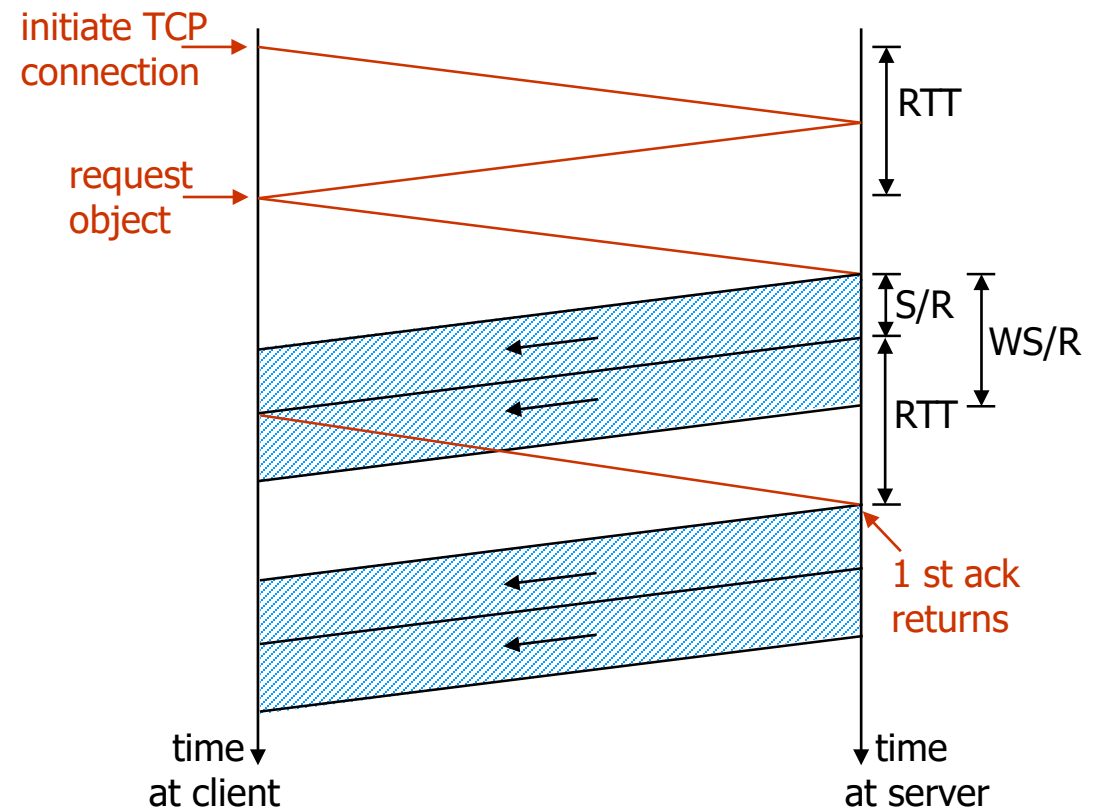 initiate TCP
connection
RTT
request
object
S/R
WS/R
RTT
1 st ack
returns
time
at client
time
at server